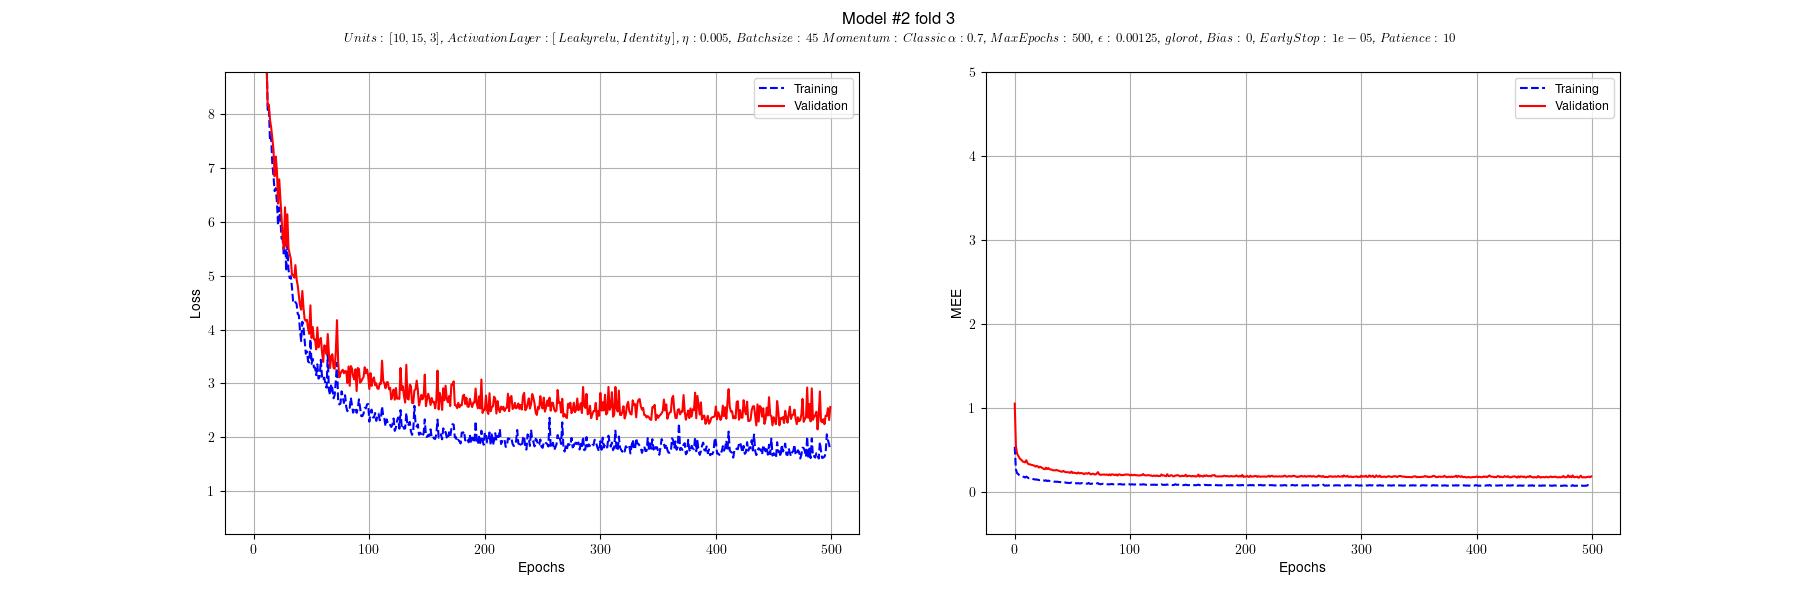 Model #2 fold 3
Units : [10, 15, 3], ActivationLayer : [Leakyrelu, Identity], η : 0.005, Batchsize : 45 Momentum : Classic α : 0.7, MaxEpochs : 500, ϵ : 0.00125, glorot, Bias : 0, EarlyStop : 1e − 05, Patience : 10
Training
Validation
8
7
6
5
4
3
2
1
Loss
0 100 200 300 400 500
Epochs
Training
Validation
5
4
3
2
1
0
MEE
0 100 200 300 400 500
Epochs